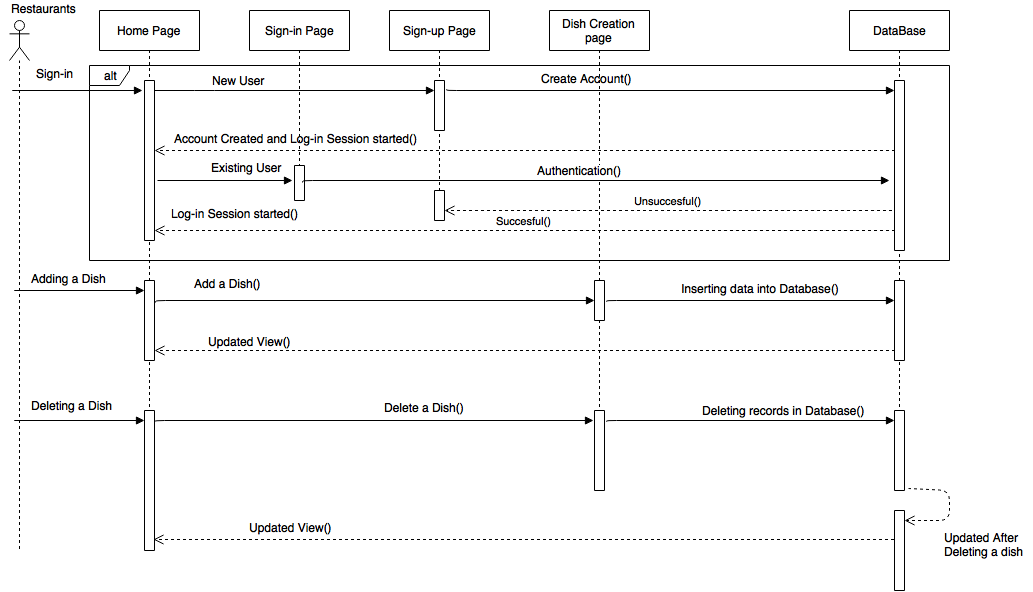 Restaurants
Home Page
Sign-in Page
Sign-up Page
Dish Creation
page
DataBase
Sign-in
alt
New User
Create Account()
Account Created and Log-in Session started()
Existing User
Authentication()
Unsuccesful()
Log-in Session started()
Succesful()
Adding a Dish
Add a Dish()
Inserting data into Database()
Updated View()
Deleting a Dish
Delete a Dish()
Deleting records in Database()
Updated View()
Updated After
Deleting a dish